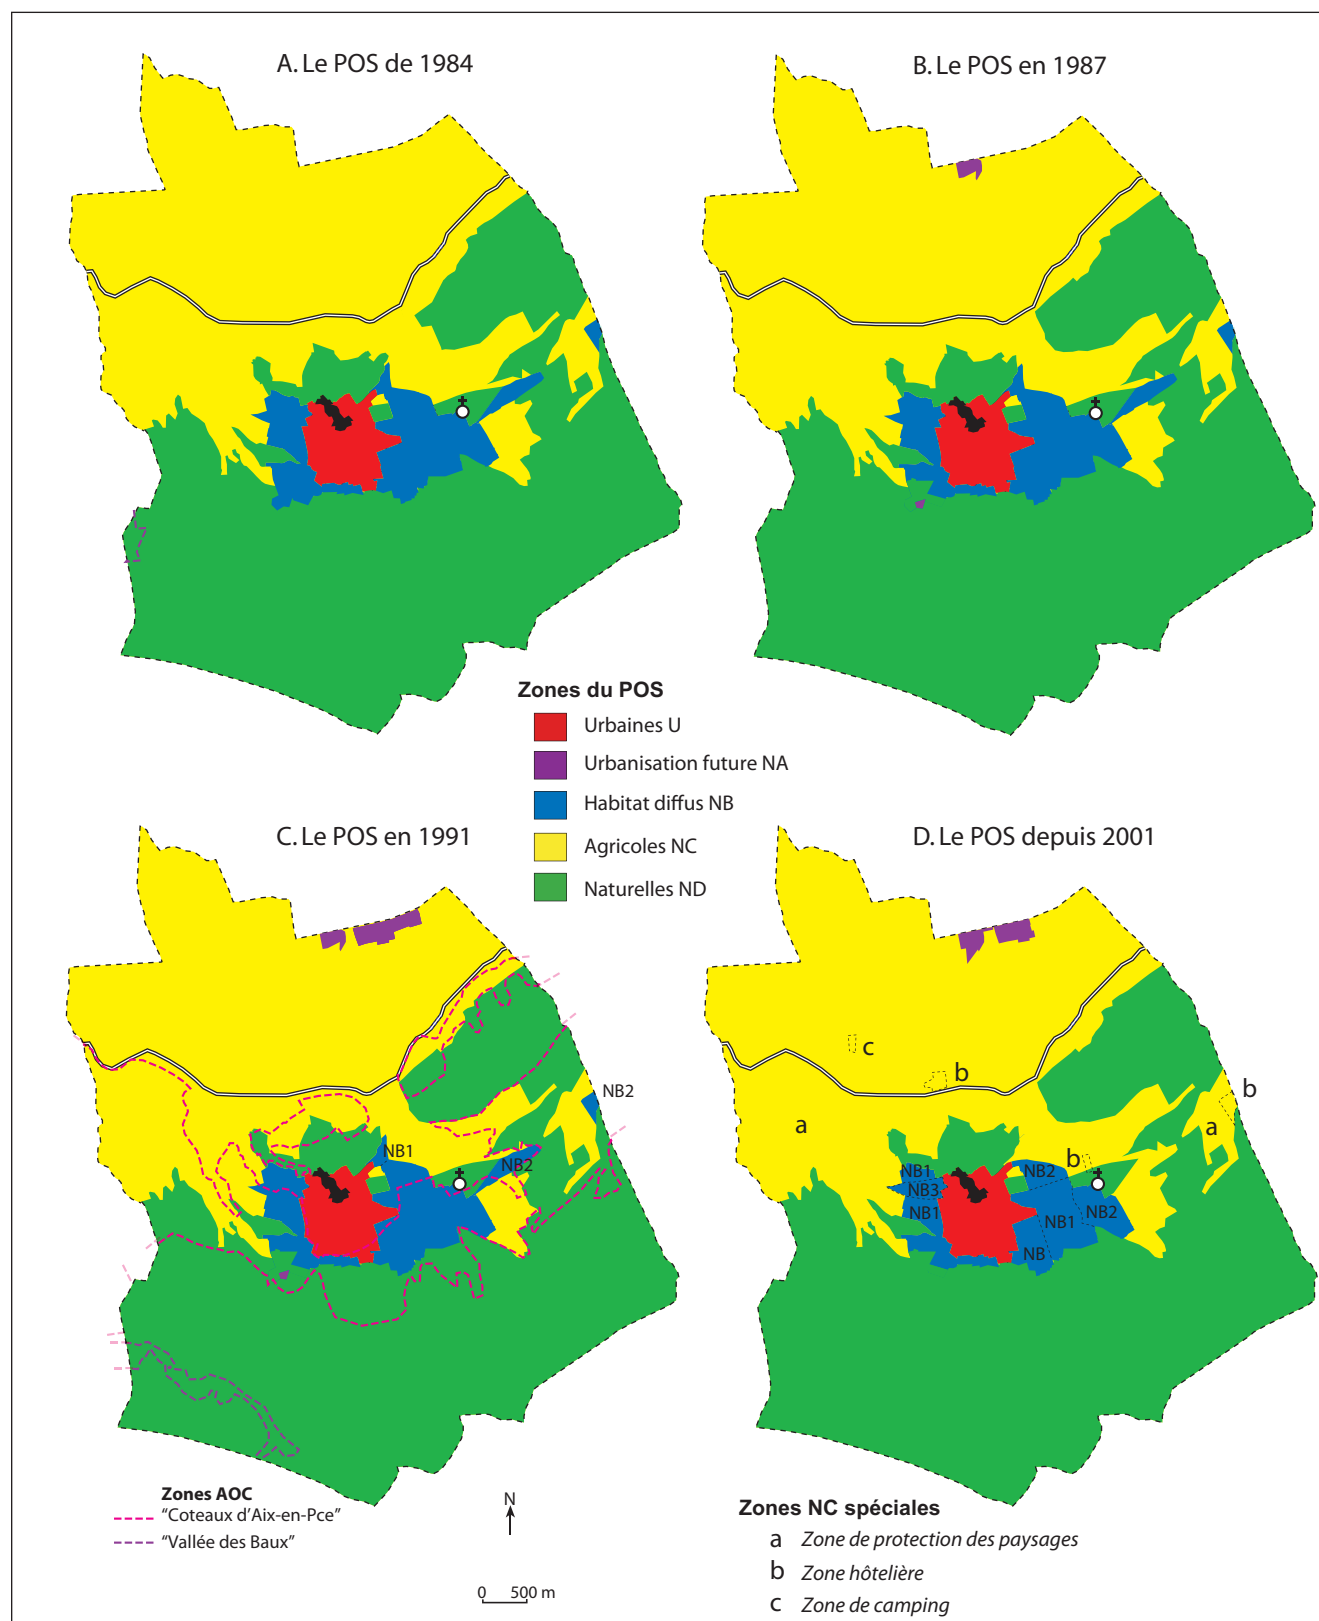 A. Le POS de 1984
B. Le POS en 1987
Zones du POS
Urbaines U
Urbanisation future NA
Habitat diffus NB
Agricoles NC
Naturelles ND
C. Le POS en 1991
NB2
NB1
NB2
D. Le POS depuis 2001
c
b
b
a
a
b
NB1
NB2
NB3
NB1
NB1
NB2
NB
Zones AOC
"Coteaux d'Aix-en-Pce"
"Vallée des Baux"
N
0 500 m
Zones NC spéciales
a Zone de protection des paysages
b Zone hôtelière
c Zone de camping